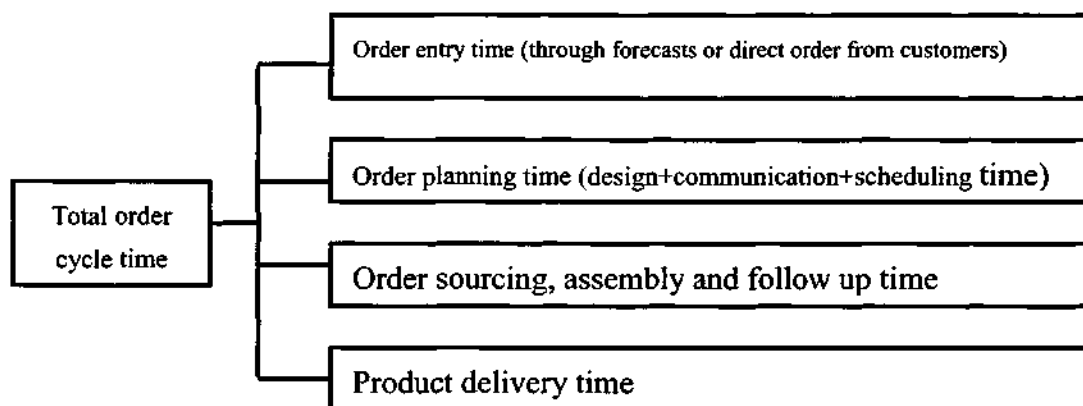 Order entry time (through forecasts or direct order from customers)
Order planning time (design+communication+scheduling time)
Total order
cycle time
Order sourcing, assembly and follow up time
Product delivery time